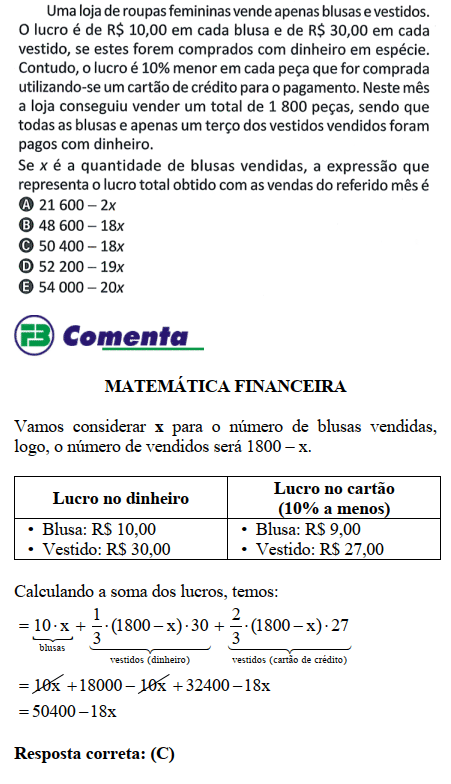 Uma loja de roupas femininas vende apenas blusas e vestidos.
O lucro é de R$ 10,00 em cada blusa e de R$ 30,00 em cada
vestido, se estes forem comprados com dinheiro em espécie.
Contudo, o lucro é 10% menor em cada peça que for comprada
utilizando-se um cartão de crédito para o pagamento. Neste mês
a loja conseguiu vender um total de 1 800 peças, sendo que
todas as blusas e apenas um terço dos vestidos vendidos foram
pagos com dinheiro.
Se x é a quantidade de blusas vendidas, a expressão que
representa o lucro total obtido com as vendas do referido mês é
A 21 600 – 2x
B 48 600 – 18x
C 50 400 – 18x
D 52 200 – 19x
E 54 000 – 20x
FB Comenta
MATEMÁTICA FINANCEIRA
Vamos considerar x para o número de blusas vendidas,
logo, o número de vendidos será 1800 – x.
Lucro no dinheiro
• Blusa: R$ 10,00
• Vestido: R$ 30,00
Lucro no cartão
(10% a menos)
• Blusa: R$ 9,00
• Vestido: R$ 27,00
Calculando a soma dos lucros, temos:
= 10·x + 1/3·(1800 – x)·30 + 2/3·(1800 – x)·27
blusas vestidos (dinheiro) vestidos (cartão de crédito)
= 10x + 18000 – 10x + 32400 – 18x
= 50400 – 18x
Resposta correta: (C)